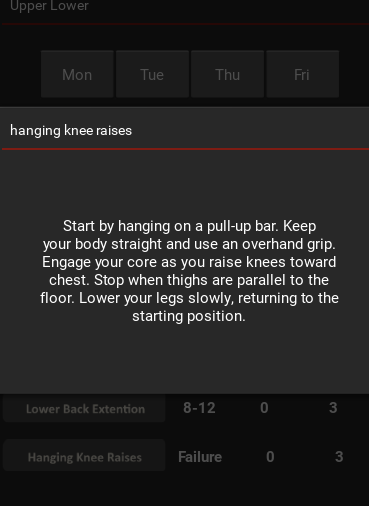 Upper Lower
Mon Tue Thu Fri
hanging knee raises
Start by hanging on a pull-up bar. Keep
your body straight and use an overhand grip.
Engage your core as you raise knees toward
chest. Stop when thighs are parallel to the
floor. Lower your legs slowly, returning to the
starting position.
Lower Back Extention 8-12 0 3
Hanging Knee Raises Failure 0 3